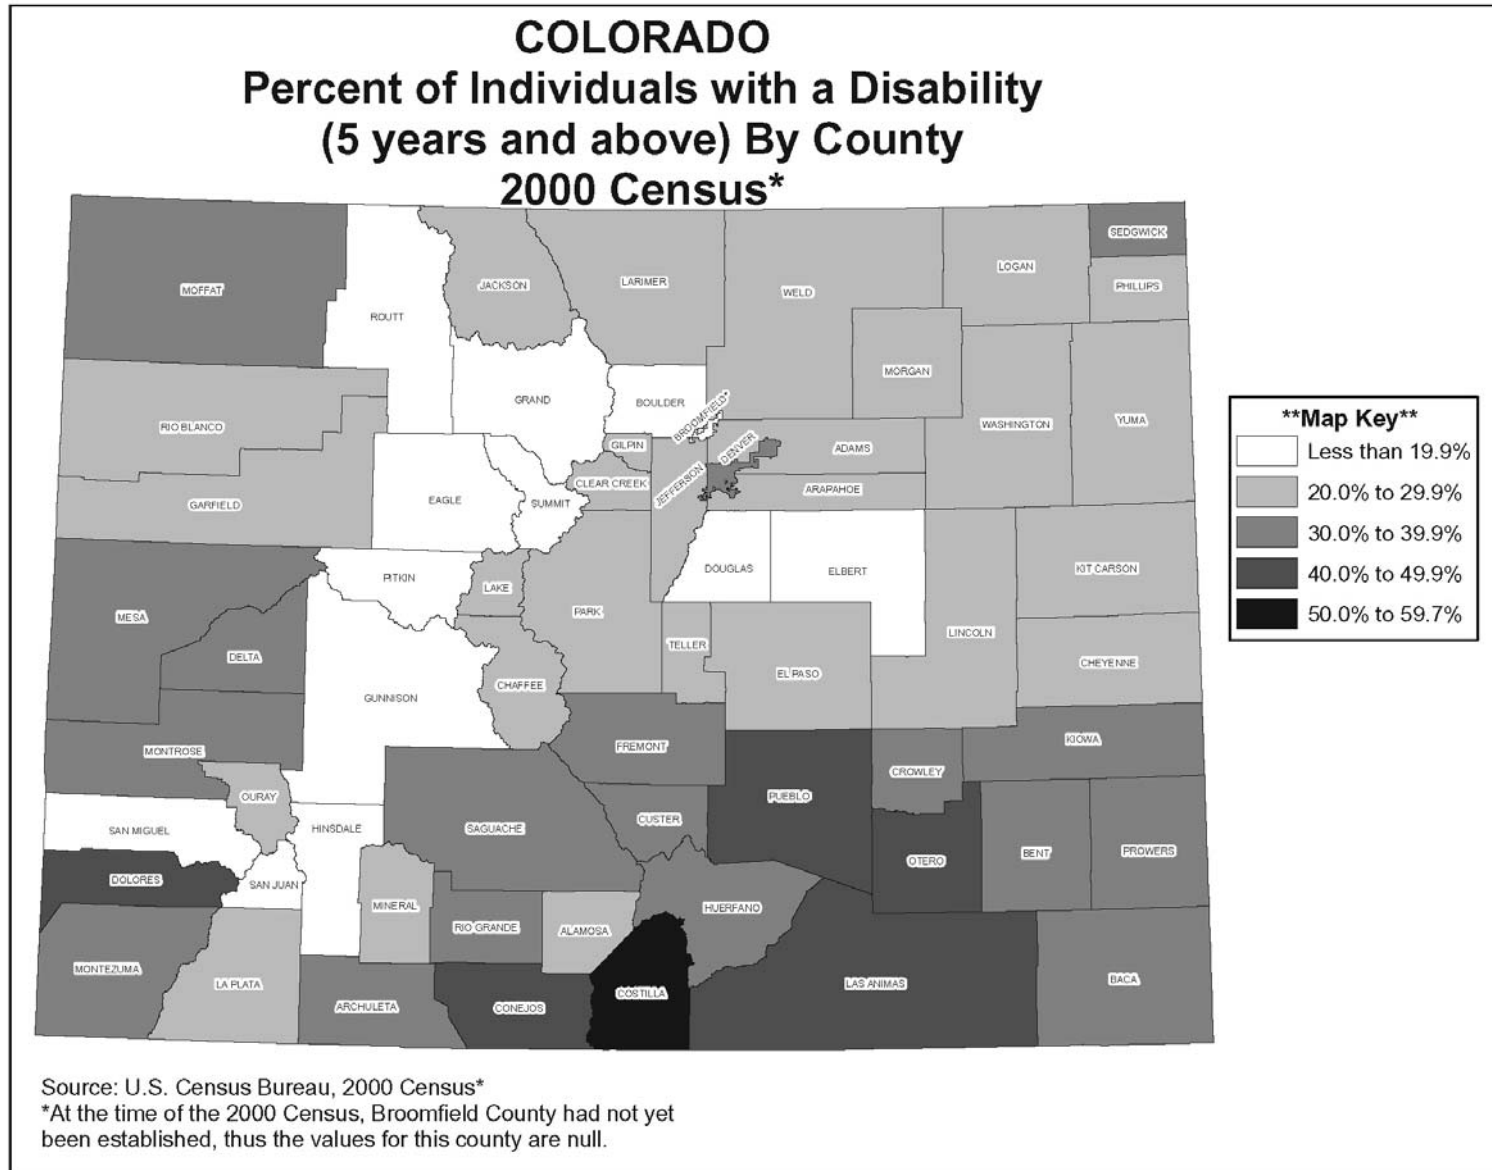 COLORADO
Percent of Individuals with a Disability
(5 years and above) By County
2000 Census*
SEDGWICK
LOGAN
JACKSON
LARIMER
PHILLIPS
MOFFAT
WELD
ROUTT
MORGAN
GRAND
BOULDER
BROOMFIELD*
YUMA
WASHINGTON
RIO BLANCO
GILPIN
DENVER
ADAMS
CLEAR CREEK
JEFFERSON
ARAPAHOE
EAGLE
SUMMIT
GARFIELD
PITKIN
LAKE
DOUGLAS
ELBERT
KIT CARSON
PARK
MESA
LINCOLN
TELLER
DELTA
CHEYENNE
EL PASO
CHAFFEE
GUNNISON
MONTROSE
FREMONT
KIOWA
CROWLEY
OURAY
PUEBLO
CUSTER
SAN MIGUEL
HINSDALE
SAGUACHE
OTERO
BENT
PROWERS
DOLORES
SAN JUAN
MINERAL
HUERFANO
RIO GRANDE
ALAMOSA
MONTEZUMA
LA PLATA
COSTILLA
LAS ANIMAS
BACA
ARCHULETA
CONEJOS
**Map Key**
Less than 19.9%
20.0% to 29.9%
30.0% to 39.9%
40.0% to 49.9%
50.0% to 59.7%
Source: U.S. Census Bureau, 2000 Census*
*At the time of the 2000 Census, Broomfield County had not yet
been established, thus the values for this county are null.